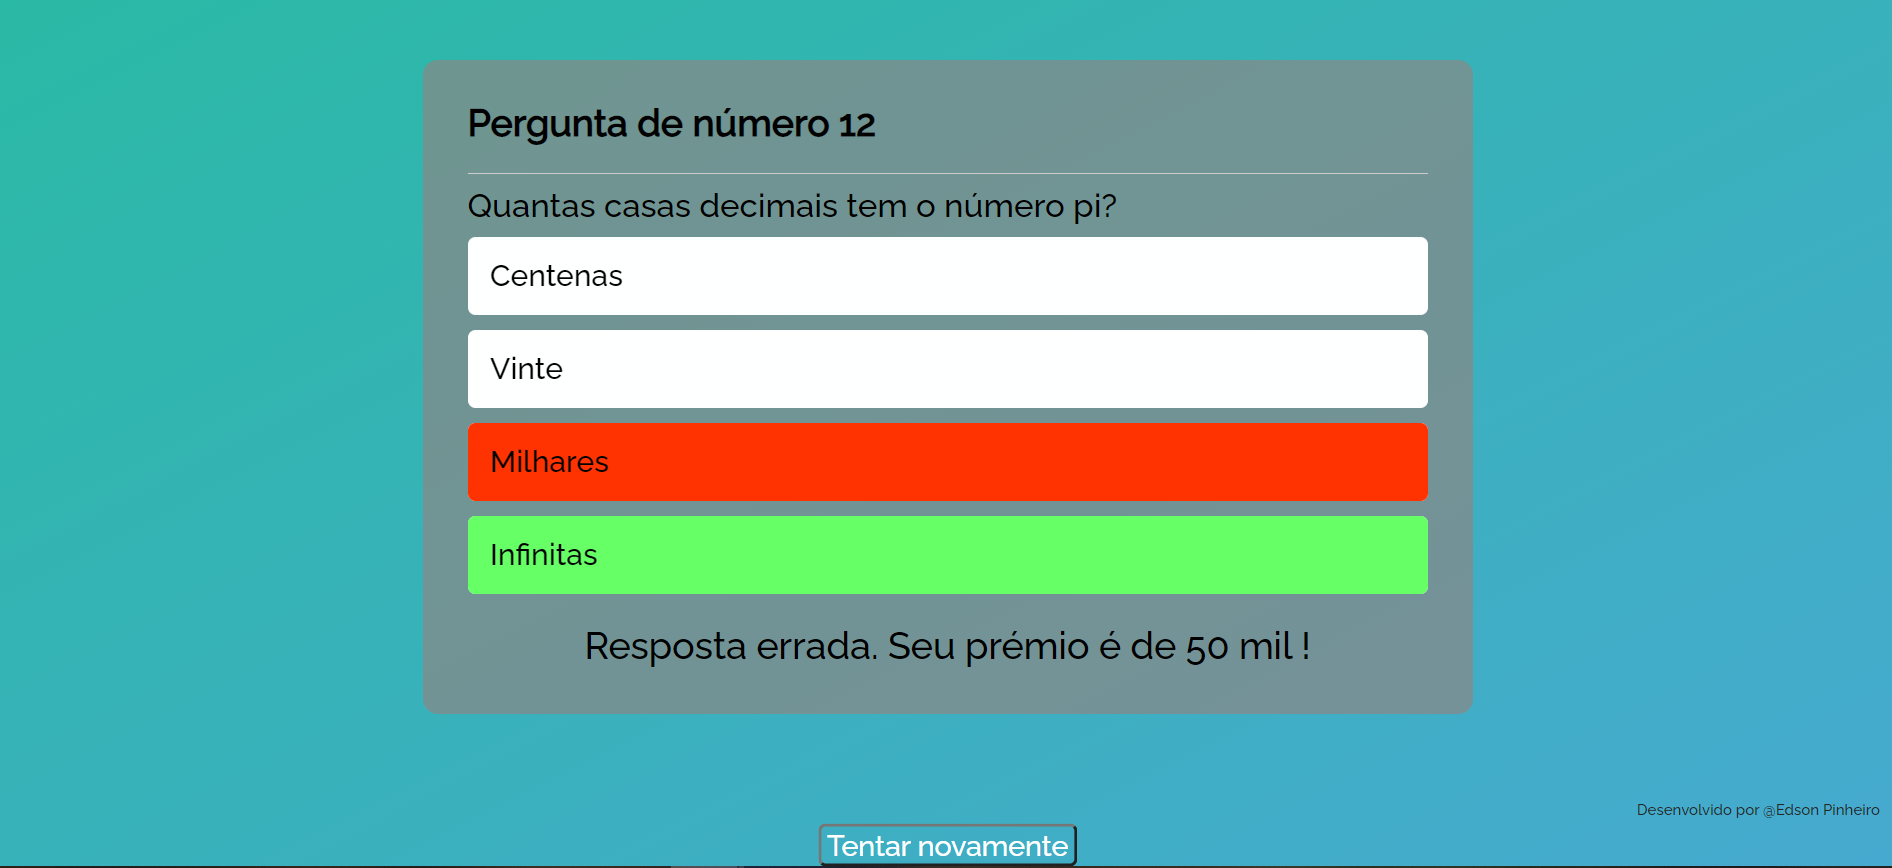 Pergunta de número 12
Quantas casas decimais tem o número pi?
Centenas
Vinte
Milhares
Infinitas
Resposta errada. Seu prémio é de 50 mil !
Desenvolvido por @Edson Pinheiro
Tentar novamente